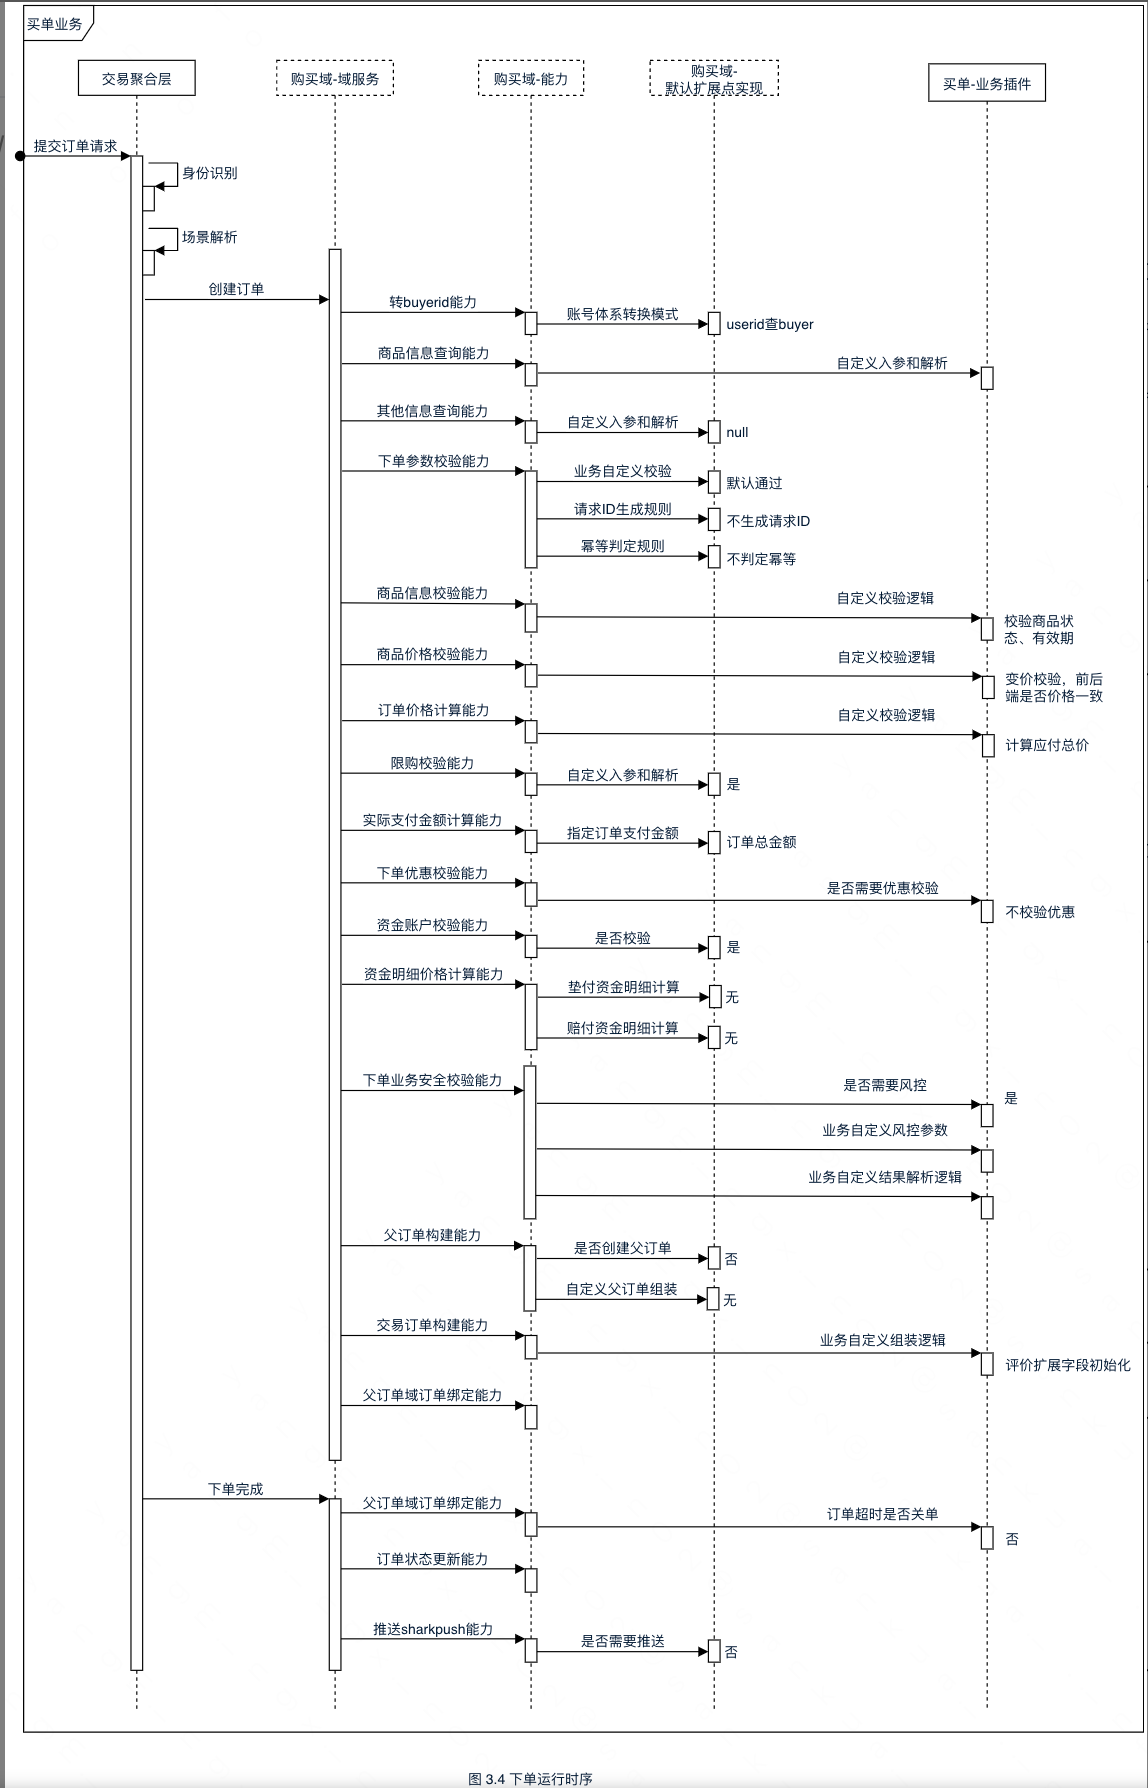 买单业务
交易聚合层
购买域-域服务
购买域-能力
购买域-
默认扩展点实现
买单-业务插件
提交订单请求
身份识别
场景解析
创建订单
转buyerid能力
账号体系转换模式
userid查buyer
商品信息查询能力
自定义入参和解析
其他信息查询能力
自定义入参和解析
null
下单参数校验能力
业务自定义校验
默认通过
请求ID生成规则
不生成请求ID
幂等判定规则
不判定幂等
商品信息校验能力
自定义校验逻辑
校验商品状
态、有效期
商品价格校验能力
自定义校验逻辑
变价校验，前后
端是否价格一致
订单价格计算能力
自定义校验逻辑
计算应付总价
限购校验能力
自定义入参和解析
是
实际支付金额计算能力
指定订单支付金额
订单总金额
下单优惠校验能力
是否需要优惠校验
不校验优惠
资金账户校验能力
是否校验
是
资金明细价格计算能力
垫付资金明细计算
无
赔付资金明细计算
无
下单业务安全校验能力
是否需要风控
是
业务自定义风控参数
业务自定义结果解析逻辑
父订单构建能力
是否创建父订单
否
自定义父订单组装
无
交易订单构建能力
业务自定义组装逻辑
评价扩展字段初始化
父订单域订单绑定能力
下单完成
父订单域订单绑定能力
订单超时是否关单
否
订单状态更新能力
推送sharkpush能力
是否需要推送
否
图 3.4 下单运行时序